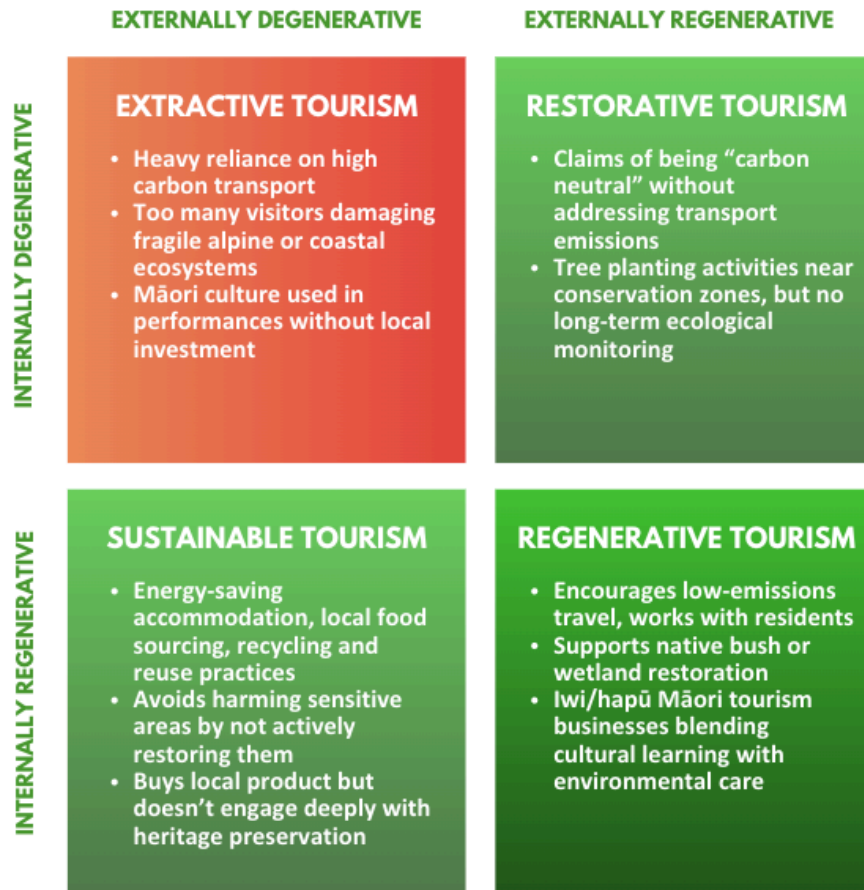 EXTERNALLY DEGENERATIVE
EXTERNALLY REGENERATIVE
INTERNALLY DEGENERATIVE
EXTRACTIVE TOURISM
• Heavy reliance on high
carbon transport
• Too many visitors damaging
fragile alpine or coastal
ecosystems
• Māori culture used in
performances without local
investment
RESTORATIVE TOURISM
• Claims of being “carbon
neutral” without
addressing transport
emissions
• Tree planting activities near
conservation zones, but no
long-term ecological
monitoring
INTERNALLY REGENERATIVE
SUSTAINABLE TOURISM
• Energy-saving
accommodation, local food
sourcing, recycling and
reuse practices
• Avoids harming sensitive
areas by not actively
restoring them
• Buys local product but
doesn’t engage deeply with
heritage preservation
REGENERATIVE TOURISM
• Encourages low-emissions
travel, works with residents
• Supports native bush or
wetland restoration
• Iwi/hapū Māori tourism
businesses blending
cultural learning with
environmental care